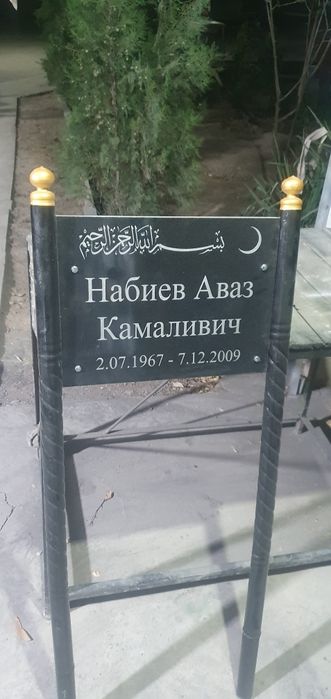 بسم الله الرحمن الرحيم
Набиев Аваз
Камаливич
2.07.1967 - 7.12.2009